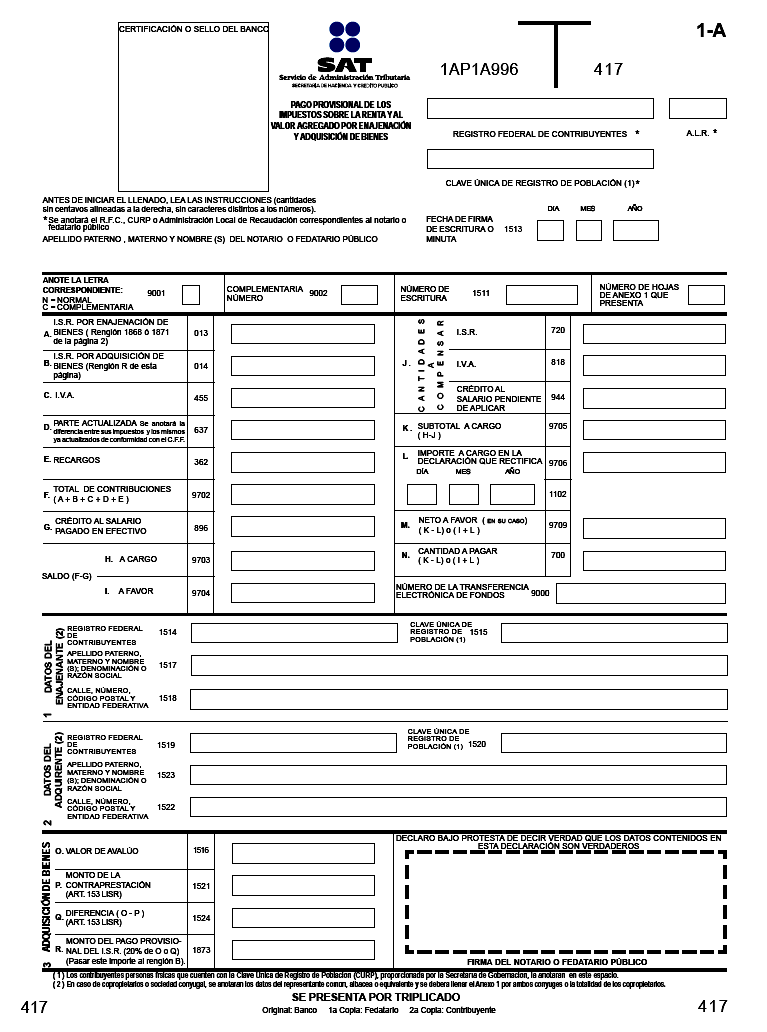 CERTIFICACIÓN O SELLO DEL BANCO
SAT
Servicio de Administración Tributaria
SECRETARÍA DE HACIENDA Y CRÉDITO PÚBLICO
PAGO PROVISIONAL DE LOS
IMPUESTOS SOBRE LA RENTA Y AL
VALOR AGREGADO POR ENAJENACIÓN
Y ADQUISICIÓN DE BIENES
1-A
1AP1A996
417
REGISTRO FEDERAL DE CONTRIBUYENTES *
A.L.R. *
CLAVE ÚNICA DE REGISTRO DE POBLACIÓN (1)*
ANTES DE INICIAR EL LLENADO, LEA LAS INSTRUCCIONES (cantidades
sin centavos alineadas a la derecha, sin caracteres distintos a los números).
* Se anotará el R.F.C., CURP o Administración Local de Recaudación correspondientes al notario o
fedatario público
APELLIDO PATERNO , MATERNO Y NOMBRE (S) DEL NOTARIO O FEDATARIO PÚBLICO
FECHA DE FIRMA
DE ESCRITURA O
MINUTA
1513
DIA MES AÑO
ANOTE LA LETRA
CORRESPONDIENTE:
N = NORMAL
C = COMPLEMENTARIA
9001
COMPLEMENTARIA
NÚMERO
9002
NÚMERO DE
ESCRITURA
1511
NÚMERO DE HOJAS
DE ANEXO 1 QUE
PRESENTA
A. I.S.R. POR ENAJENACIÓN DE
BIENES ( Renglón 1868 ó 1871
de la página 2)
013
B. I.S.R. POR ADQUISICIÓN DE
BIENES (Renglón R de esta
página)
014
C. I.V.A.
455
D. PARTE ACTUALIZADA Se anotará la
diferencia entre sus impuestos y los mismos
ya actualizados de conformidad con el C.F.F.
637
E. RECARGOS
362
F. TOTAL DE CONTRIBUCIONES
( A + B + C + D + E )
9702
G. CRÉDITO AL SALARIO
PAGADO EN EFECTIVO
896
SALDO (F-G)
H. A CARGO
9703
I. A FAVOR
9704
J. CANTIDADES
A
COMPENSAR
I.S.R.
720
I.V.A.
818
CRÉDITO AL
SALARIO PENDIENTE
DE APLICAR
944
K. SUBTOTAL A CARGO
( H-J )
9705
L IMPORTE A CARGO EN LA
DECLARACIÓN QUE RECTIFICA
9706
DÍA MES AÑO
1102
M. NETO A FAVOR ( EN SU CASO)
( K - L) o ( I + L )
9709
N. CANTIDAD A PAGAR
( K - L) o ( I + L )
700
NÚMERO DE LA TRANSFERENCIA
ELECTRÓNICA DE FONDOS 9000
1 DATOS DEL
ENAJENANTE (2)
REGISTRO FEDERAL
DE
CONTRIBUYENTES
1514
CLAVE ÚNICA DE
REGISTRO DE 1515
POBLACIÓN (1)
APELLIDO PATERNO,
MATERNO Y NOMBRE
(S); DENOMINACIÓN O
RAZÓN SOCIAL
1517
CALLE, NÚMERO,
CÓDIGO POSTAL Y
ENTIDAD FEDERATIVA
1518
2 DATOS DEL
ADQUIRENTE (2)
REGISTRO FEDERAL
DE
CONTRIBUYENTES
1519
CLAVE ÚNICA DE
REGISTRO DE
POBLACIÓN (1) 1520
APELLIDO PATERNO,
MATERNO Y NOMBRE
(S); DENOMINACIÓN O
RAZÓN SOCIAL
1523
CALLE, NÚMERO,
CÓDIGO POSTAL Y
ENTIDAD FEDERATIVA
1522
3 ADQUISICIÓN DE BIENES
O. VALOR DE AVALÚO
1516
P. MONTO DE LA
CONTRAPRESTACIÓN
(ART. 153 LISR)
1521
Q. DIFERENCIA ( O - P )
(ART. 153 LISR)
1524
R. MONTO DEL PAGO PROVISIO-
NAL DEL I.S.R. (20% de O o Q)
(Pasar este importe al renglón B).
1873
DECLARO BAJO PROTESTA DE DECIR VERDAD QUE LOS DATOS CONTENIDOS EN
ESTA DECLARACIÓN SON VERDADEROS
FIRMA DEL NOTARIO O FEDATARIO PÚBLICO
( 1 ) Los contribuyentes personas fisicas que cuenten con la Clave Unica de Registro de Poblacion (CURP), proporcionada por la Secretaria de Gobernacion, la anotaran en este espacio.
( 2 ) En caso de copropietarios o sociedad conyugal, se anotaran los datos del representante comun, albacea o equivalente y se debera llenar el Anexo 1 por ambos conyuges o la totalidad de los copropietarios.
SE PRESENTA POR TRIPLICADO
Original: Banco 1a Copia: Fedatario 2a Copia: Contribuyente
417
417